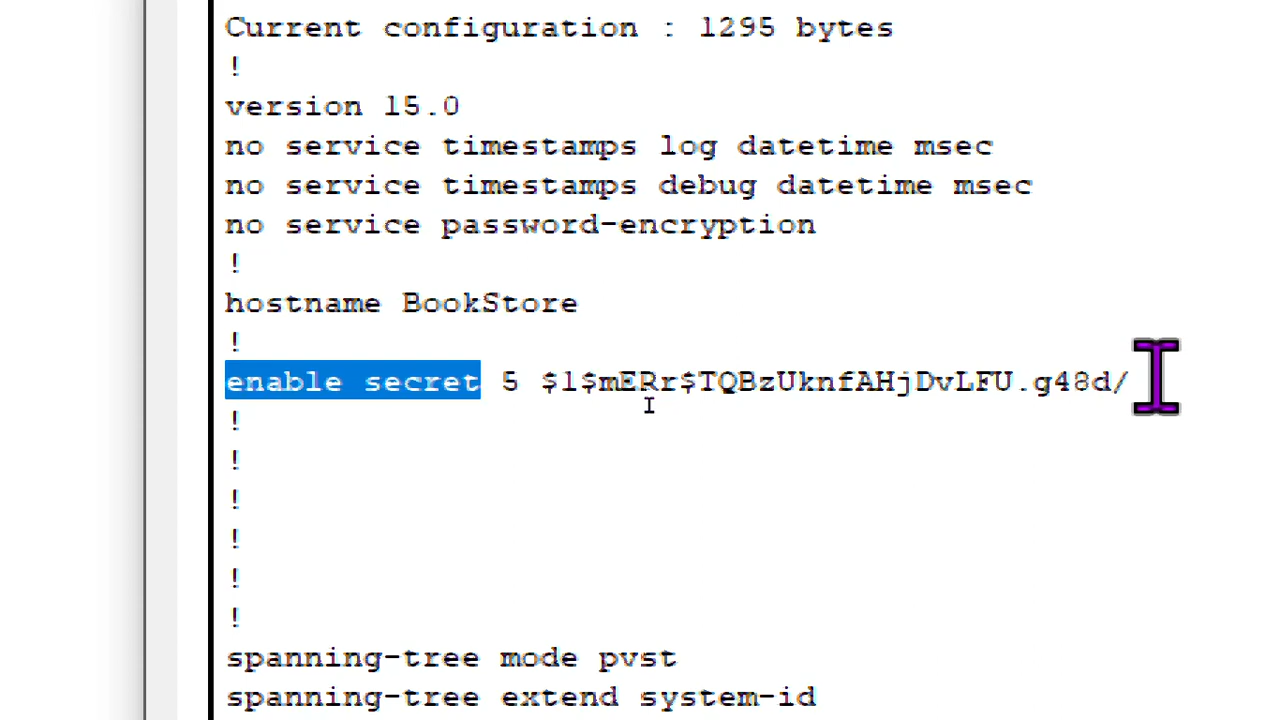 Current configuration : 1295 bytes
!
version 15.0
no service timestamps log datetime msec
no service timestamps debug datetime msec
no service password-encryption
!
hostname BookStore
!
enable secret 5 $1$mERr$TQBzUknfAHjDvLFU.g48d/
!
!
!
!
!
!
spanning-tree mode pvst
spanning-tree extend system-id